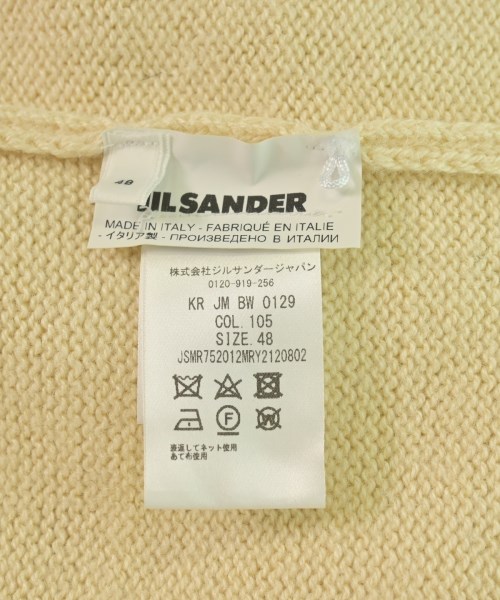 48
JIL SANDER
MADE IN ITALY - FABRIQUÉ EN ITALIE
- イタリア製 - ПРОИЗВЕДЕНО В ИТАЛИИ
株式会社ジルサンダージャパン
0120-919-256
KR JM BW 0129
COL. 105
SIZE. 48
JSMR752012MRY2120802
F W
裏返してネット使用
あて布使用